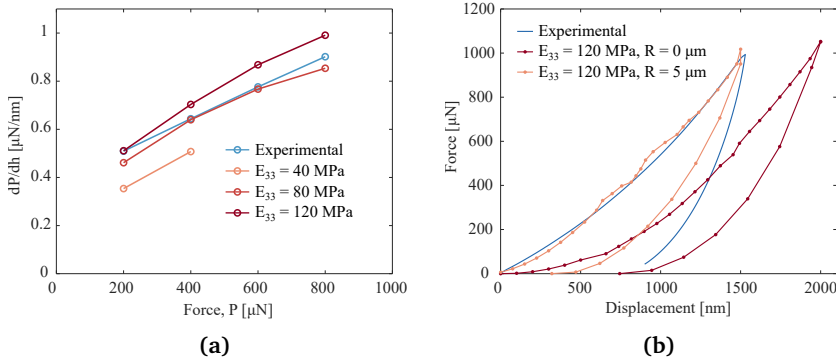 1
0.8
0.6
0.4
0.2
0
dP/dh [μN/nm]
200
400
600
800
1000
Force, P [μN]
Experimental
E33 = 40 MPa
E33 = 80 MPa
E33 = 120 MPa
(a)
1200
1000
800
600
400
200
0
Force [μN]
0
500
1000
1500
2000
Displacement [nm]
Experimental
E33 = 120 MPa, R = 0 μm
E33 = 120 MPa, R = 5 μm
(b)